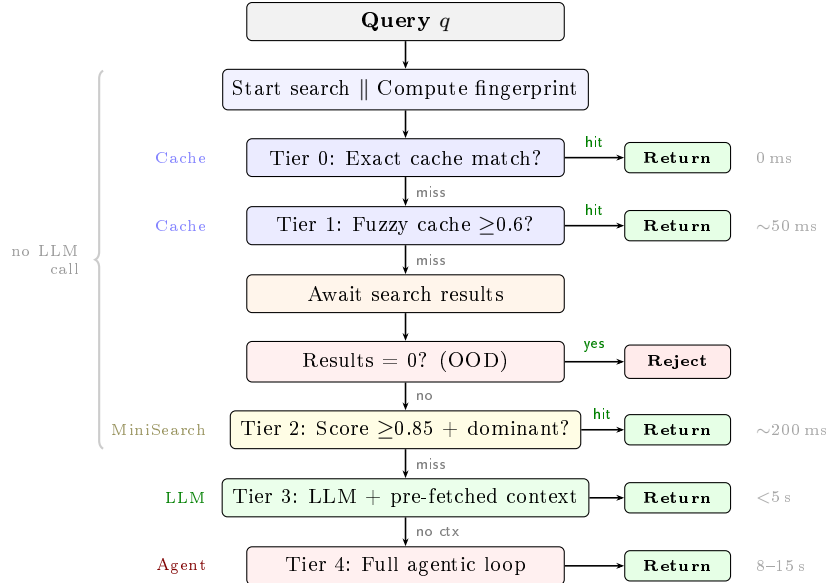 Query q
Start search ∥ Compute fingerprint
Cache Tier 0: Exact cache match? hit Return 0 ms
miss
Cache Tier 1: Fuzzy cache ≥0.6? hit Return ~50 ms
miss
no LLM
call
Await search results
Results = 0? (OOD) yes Reject
no
MiniSearch Tier 2: Score ≥0.85 + dominant? hit Return ~200 ms
miss
LLM Tier 3: LLM + pre-fetched context Return <5 s
no ctx
Agent Tier 4: Full agentic loop Return 8–15 s